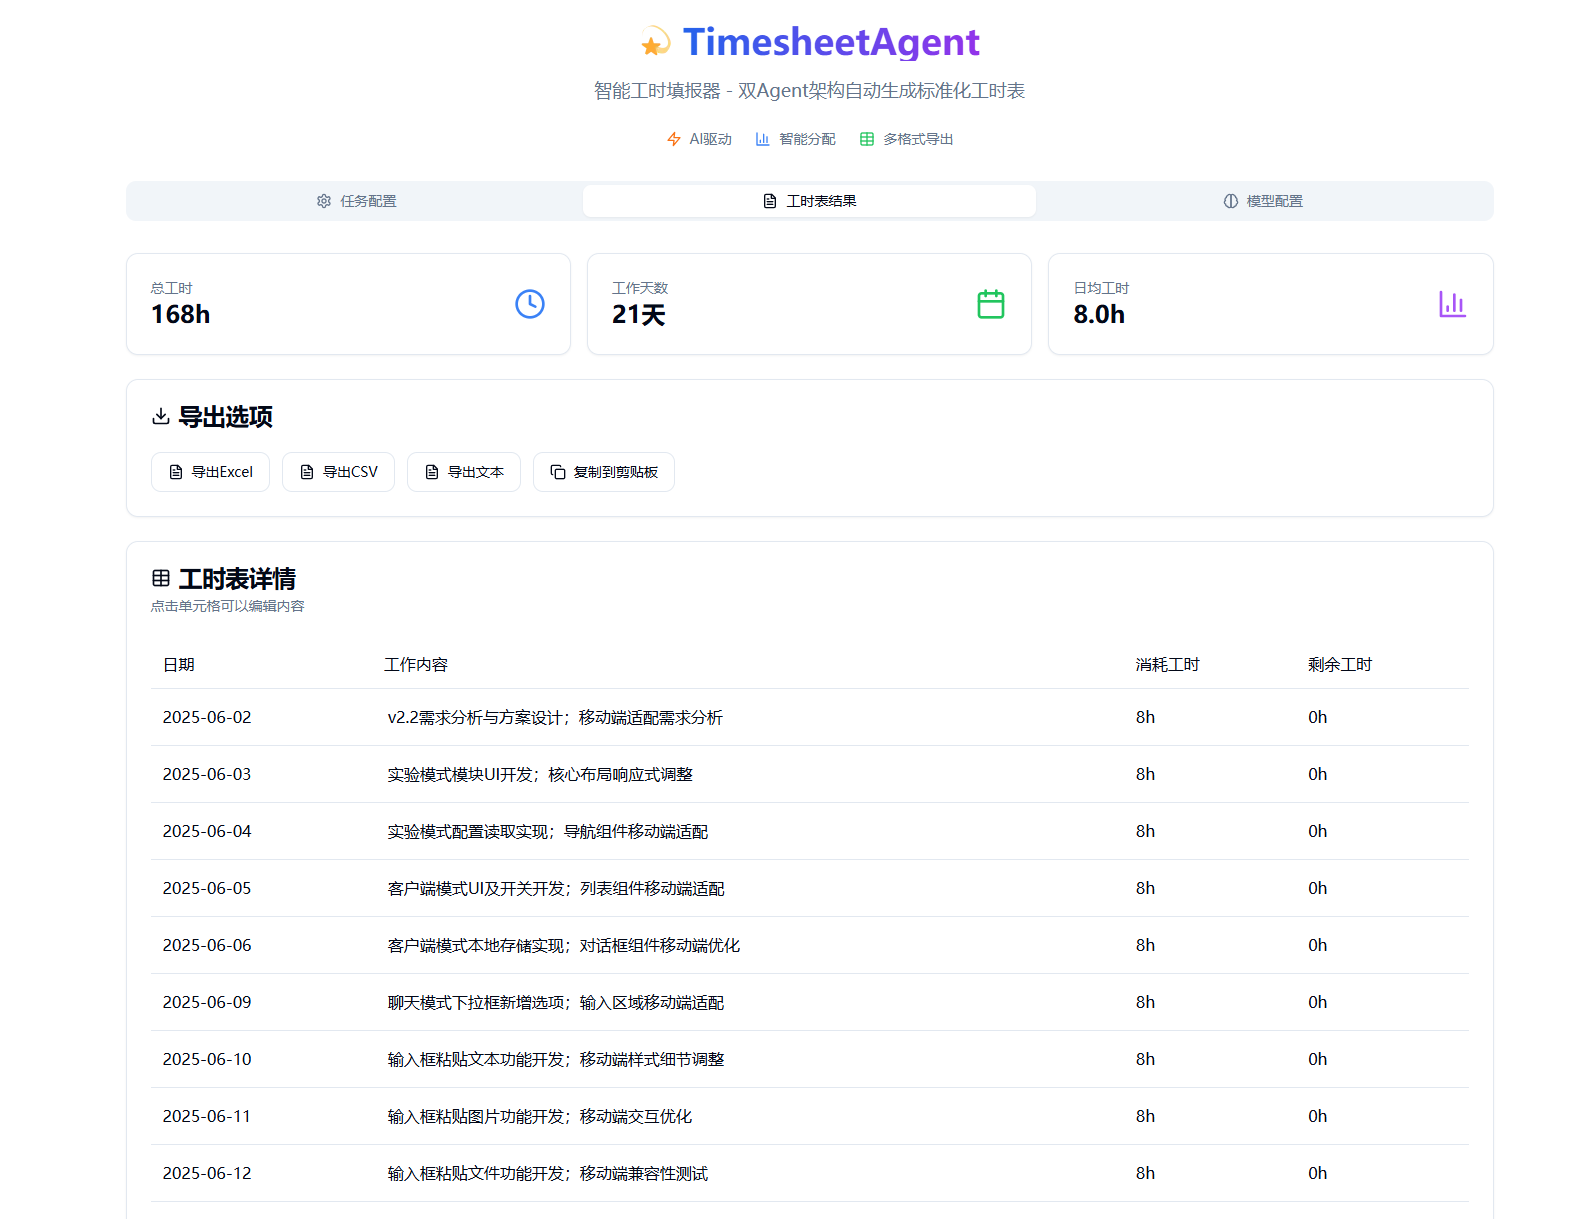 TimesheetAgent
智能工时填报器 - 双Agent架构自动生成标准化工时表
AI驱动 智能分配 多格式导出
任务配置 工时表结果 模型配置
总工时 工作天数 日均工时
168h 21天 8.0h
导出选项
导出Excel 导出CSV 导出文本 复制到剪贴板
工时表详情
点击单元格可以编辑内容
日期 工作内容 消耗工时 剩余工时
2025-06-02 v2.2需求分析与方案设计；移动端适配需求分析 8h 0h
2025-06-03 实验模式模块UI开发；核心布局响应式调整 8h 0h
2025-06-04 实验模式配置读取实现；导航组件移动端适配 8h 0h
2025-06-05 客户端模式UI及开关开发；列表组件移动端适配 8h 0h
2025-06-06 客户端模式本地存储实现；对话框组件移动端优化 8h 0h
2025-06-09 聊天模式下拉框新增选项；输入区域移动端适配 8h 0h
2025-06-10 输入框粘贴文本功能开发；移动端样式细节调整 8h 0h
2025-06-11 输入框粘贴图片功能开发；移动端交互优化 8h 0h
2025-06-12 输入框粘贴文件功能开发；移动端兼容性测试 8h 0h